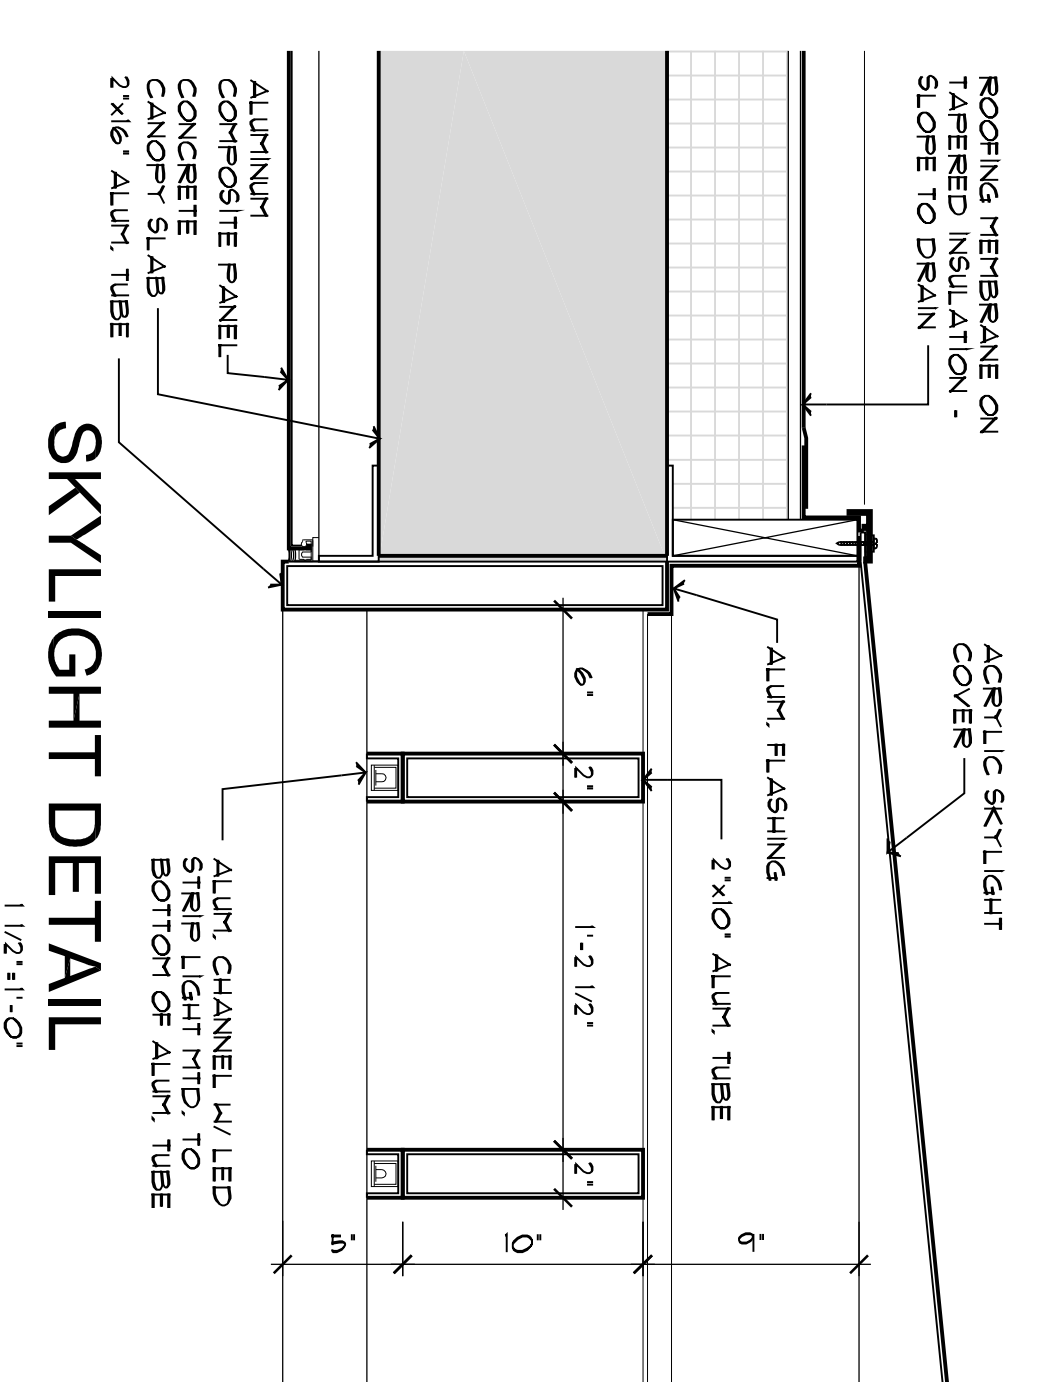 ROOFING MEMBRANE ON
TAPERED INSULATION -
SLOPE TO DRAIN
ACRYLIC SKYLIGHT
COVER
ALUM. FLASHING
2"x10" ALUM. TUBE
9"
10"
5"
6"
2"
1'-2 1/2"
2"
ALUMINUM
COMPOSITE PANEL
CONCRETE
CANOPY SLAB
2"x16" ALUM. TUBE
ALUM. CHANNEL W/ LED
STRIP LIGHT MTD. TO
BOTTOM OF ALUM. TUBE
SKYLIGHT DETAIL
1 1/2"=1'-0"